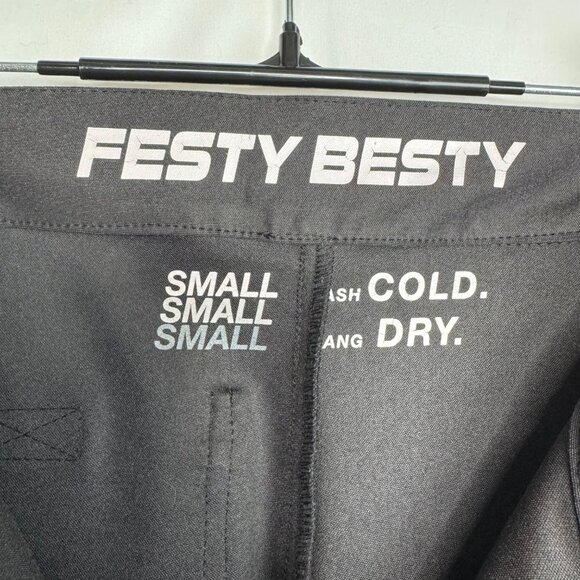 FESTY BESTY
SMALL
SMALL
SMALL
ASH COLD.
ANG DRY.